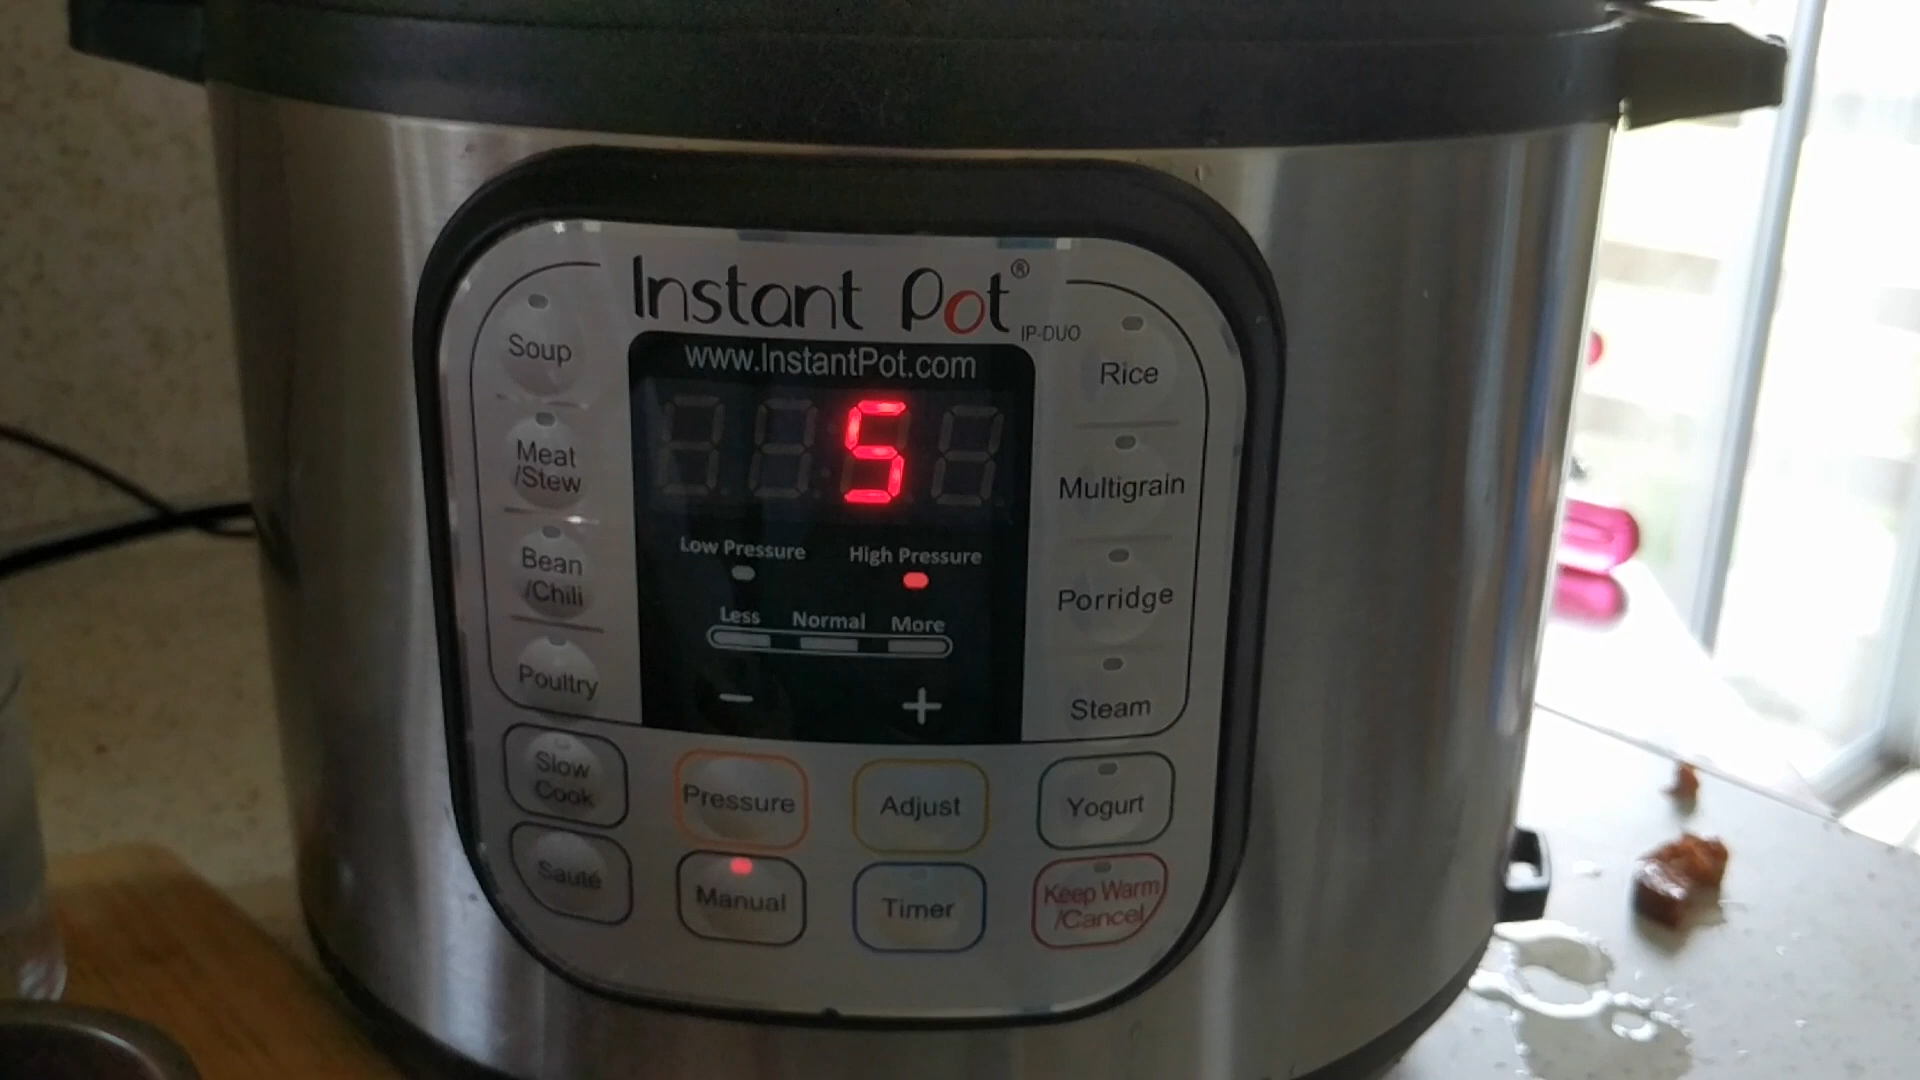 Instant Pot®
IP-DUO
www.InstantPot.com
5
Low Pressure
High Pressure
Less Normal More
− +
Soup
Meat
/Stew
Bean
/Chili
Poultry
Rice
Multigrain
Porridge
Steam
Slow
Cook
Pressure
Adjust
Yogurt
Sauté
Manual
Timer
Keep Warm
/Cancel